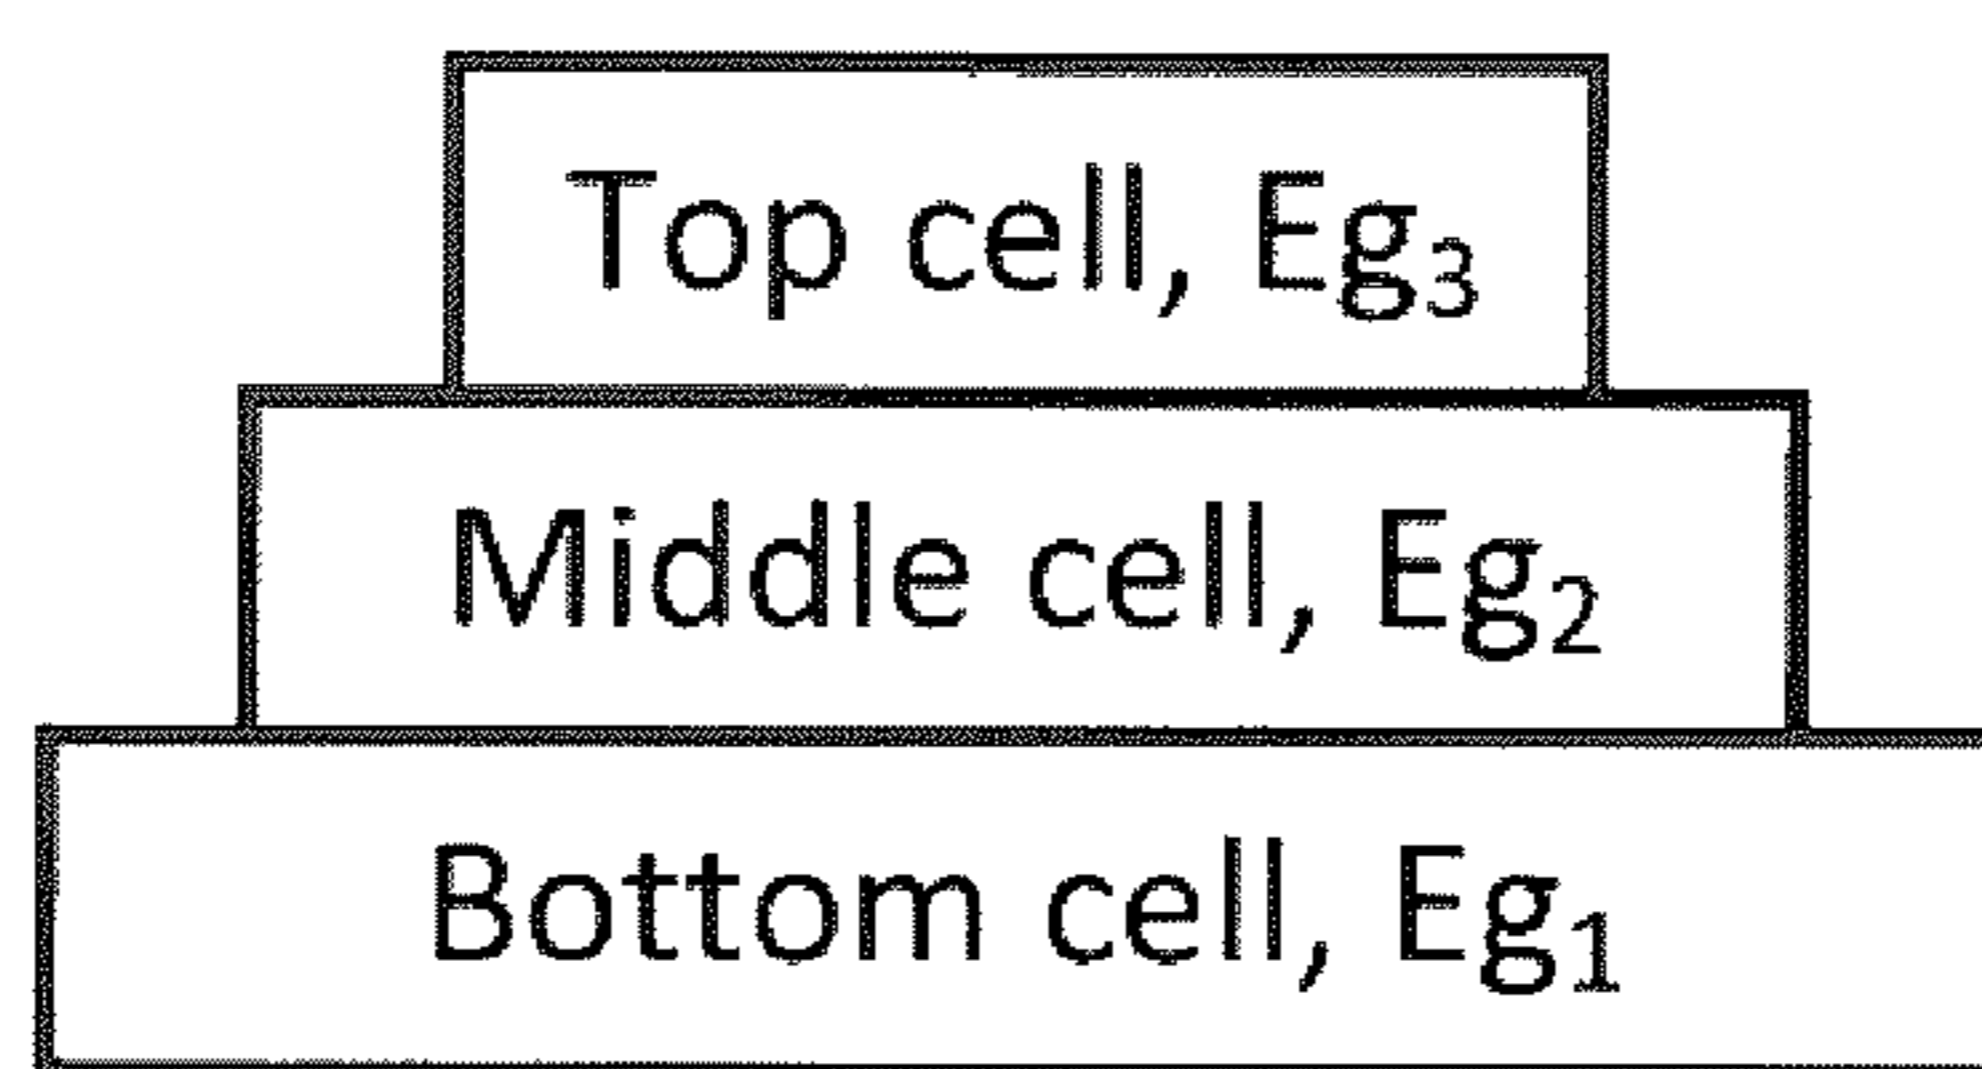 Top cell, Eg₃
Middle cell, Eg₂
Bottom cell, Eg₁